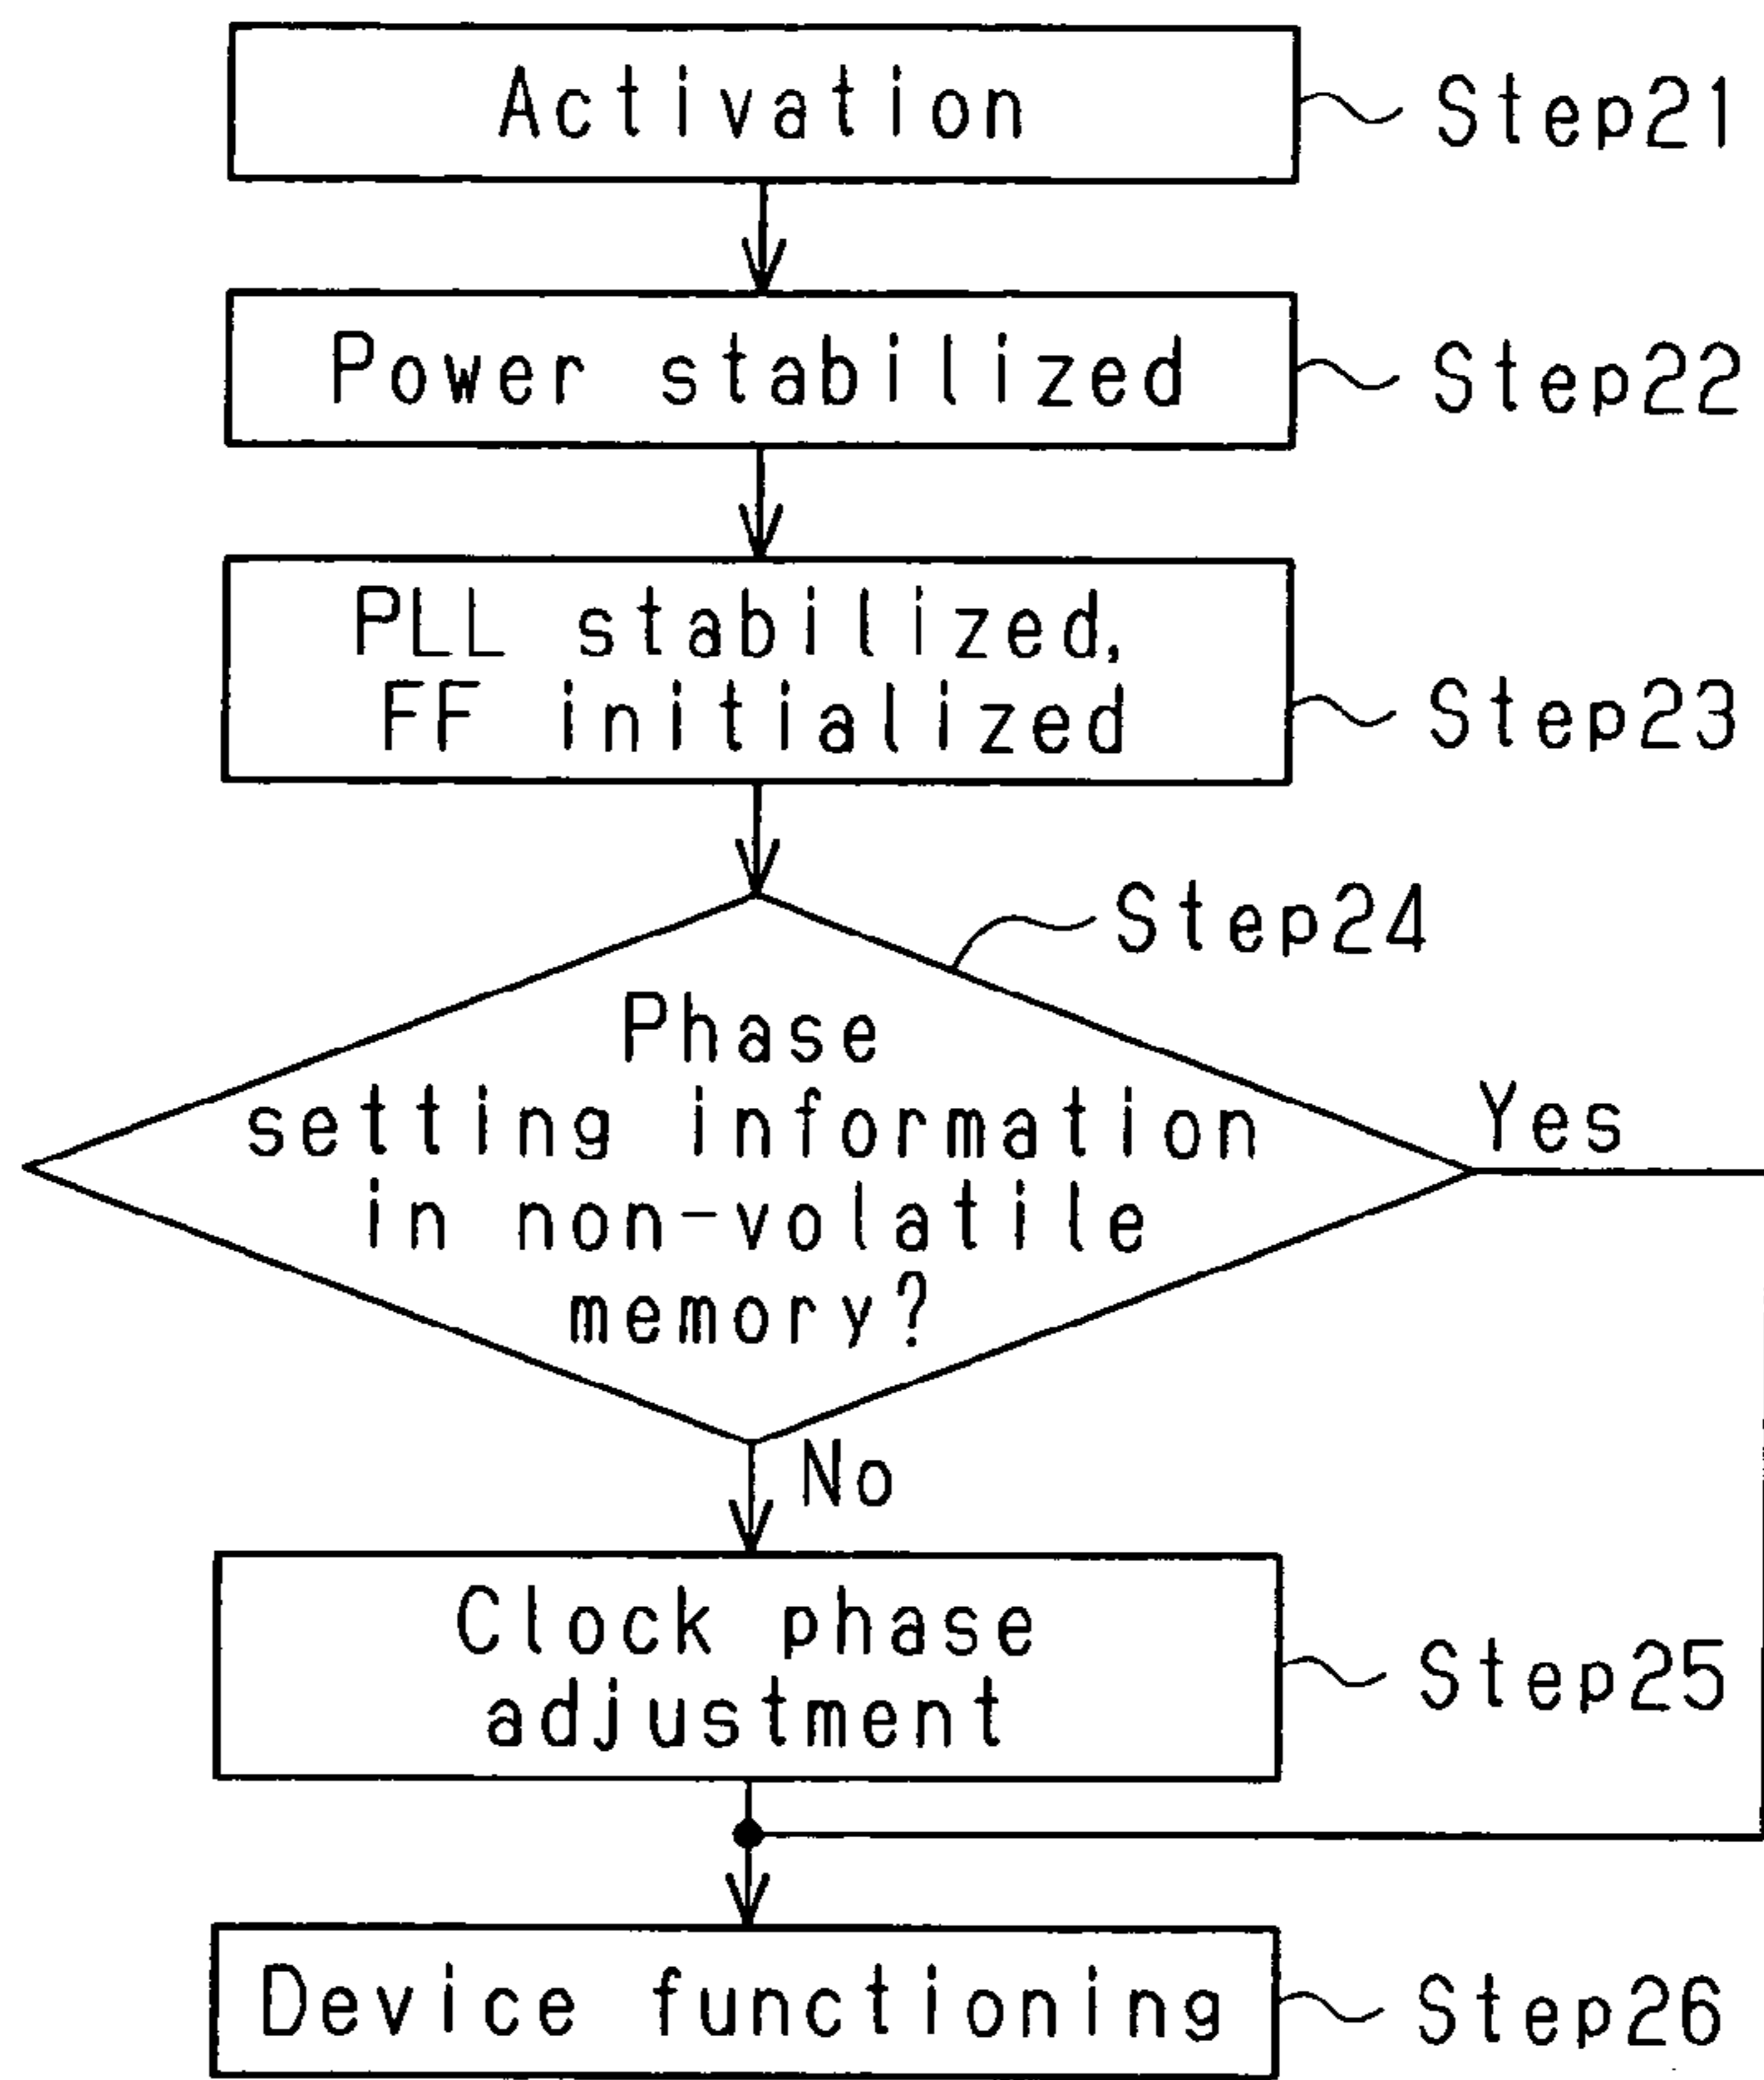 Activation
Step21
Power stabilized
Step22
PLL stabilized,
FF initialized
Step23
Step24
Phase
setting information
in non-volatile
memory?
Yes
No
Clock phase
adjustment
Step25
Device functioning
Step26